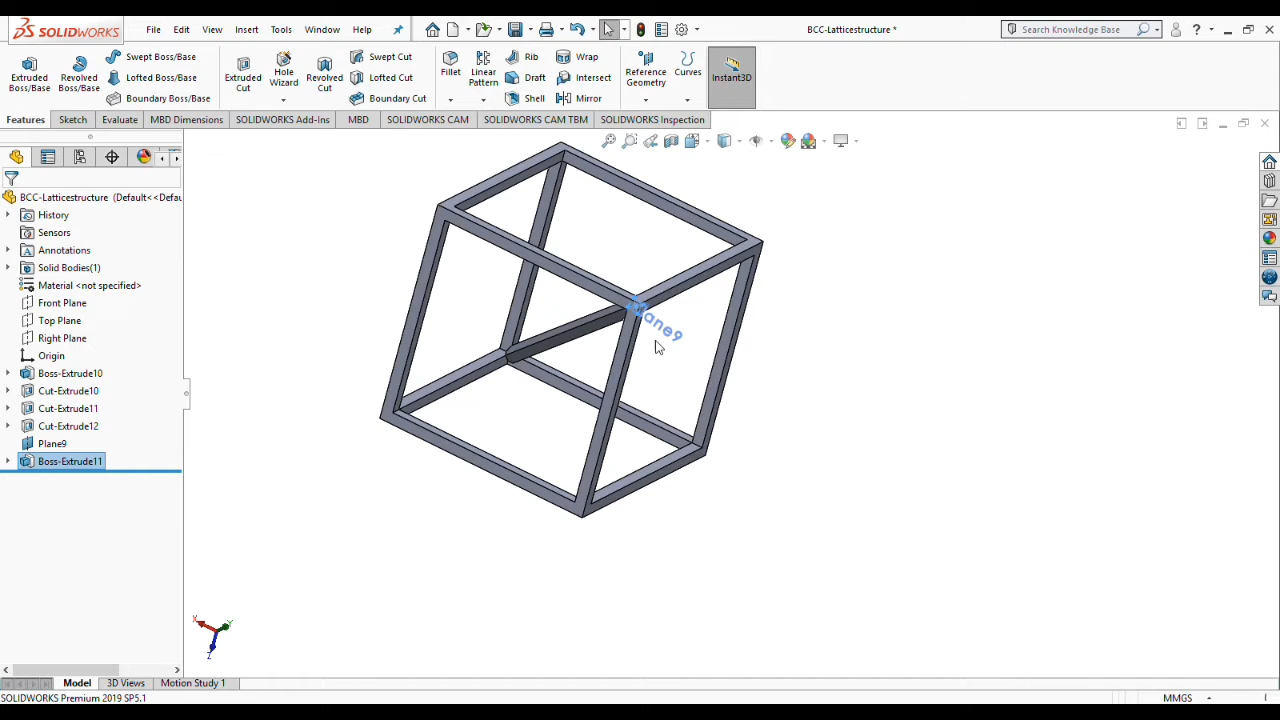 SOLIDWORKS File Edit View Insert Tools Window Help BCC-Latticestructure * Search Knowledge Base ?
Extruded Boss/Base Revolved Boss/Base Swept Boss/Base Lofted Boss/Base Boundary Boss/Base Extruded Cut Hole Wizard Revolved Cut Swept Cut Lofted Cut Boundary Cut Fillet Linear Pattern Rib Draft Shell Wrap Intersect Mirror Reference Geometry Curves Instant3D
Features Sketch Evaluate MBD Dimensions SOLIDWORKS Add-Ins MBD SOLIDWORKS CAM SOLIDWORKS CAM TBM SOLIDWORKS Inspection
BCC-Latticestructure (Default<<Defau
History
Sensors
Annotations
Solid Bodies(1)
Material <not specified>
Front Plane
Top Plane
Right Plane
Origin
Boss-Extrude10
Cut-Extrude10
Cut-Extrude11
Cut-Extrude12
Plane9
Boss-Extrude11
Plane9
X Y
Z
Model 3D Views Motion Study 1
SOLIDWORKS Premium 2019 SP5.1 MMGS